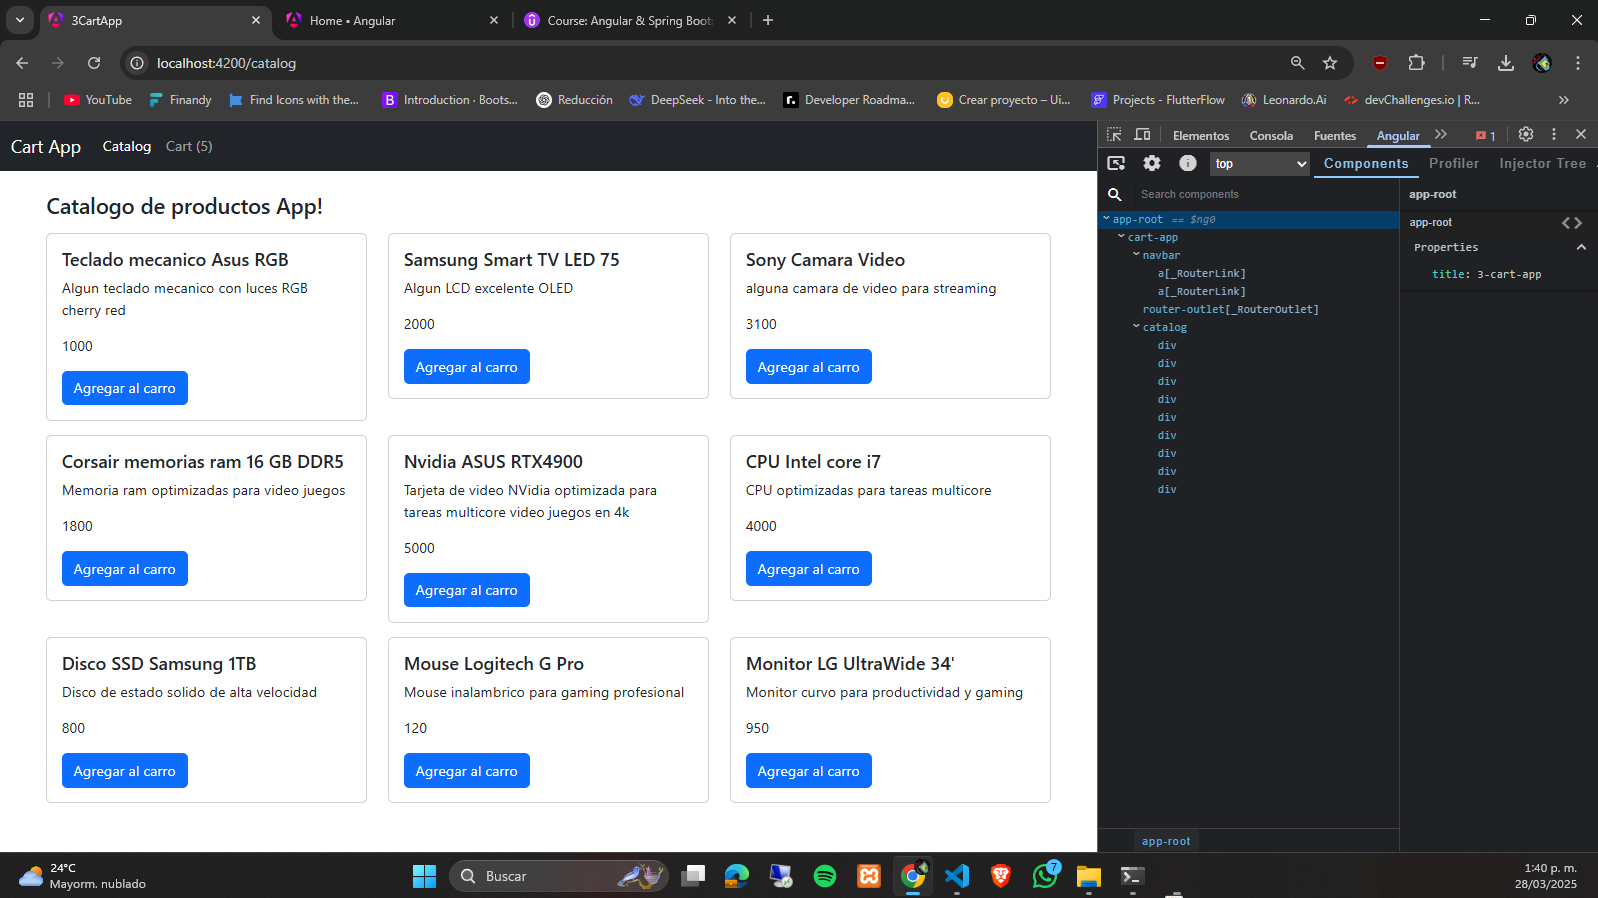 3CartApp
Home • Angular
Course: Angular & Spring Boot
localhost:4200/catalog
YouTube
Finandy
Find Icons with the...
Introduction · Boots...
Reducción
DeepSeek - Into the...
Developer Roadma...
Crear proyecto – Ui...
Projects - FlutterFlow
Leonardo.Ai
devChallenges.io | R...
Cart App
Catalog
Cart (5)
Catalogo de productos App!
Teclado mecanico Asus RGB
Algun teclado mecanico con luces RGB
cherry red
1000
Agregar al carro
Samsung Smart TV LED 75
Algun LCD excelente OLED
2000
Agregar al carro
Sony Camara Video
alguna camara de video para streaming
3100
Agregar al carro
Corsair memorias ram 16 GB DDR5
Memoria ram optimizadas para video juegos
1800
Agregar al carro
Nvidia ASUS RTX4900
Tarjeta de video NVidia optimizada para
tareas multicore video juegos en 4k
5000
Agregar al carro
CPU Intel core i7
CPU optimizadas para tareas multicore
4000
Agregar al carro
Disco SSD Samsung 1TB
Disco de estado solido de alta velocidad
800
Agregar al carro
Mouse Logitech G Pro
Mouse inalambrico para gaming profesional
120
Agregar al carro
Monitor LG UltraWide 34'
Monitor curvo para productividad y gaming
950
Agregar al carro
Elementos
Consola
Fuentes
Angular
1
top
Components
Profiler
Injector Tree
Search components
app-root == $ng0
cart-app
navbar
a[_RouterLink]
a[_RouterLink]
router-outlet[_RouterOutlet]
catalog
div
div
div
div
div
div
div
div
div
app-root
app-root
app-root
Properties
title: 3-cart-app
24°C
Mayorm. nublado
Buscar
7
1:40 p. m.
28/03/2025